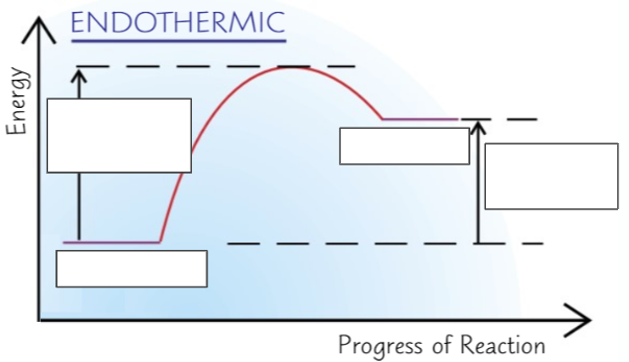 ENDOTHERMIC
Energy
Progress of Reaction